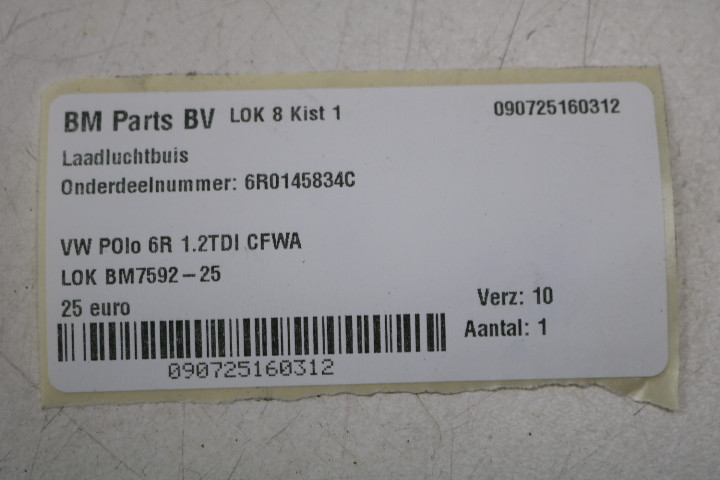 BM Parts BV LOK 8 Kist 1 090725160312
Laadluchtbuis
Onderdeelnummer: 6R0145834C
VW POlo 6R 1.2TDI CFWA
LOK BM7592-25
25 euro
Verz: 10
Aantal: 1
090725160312